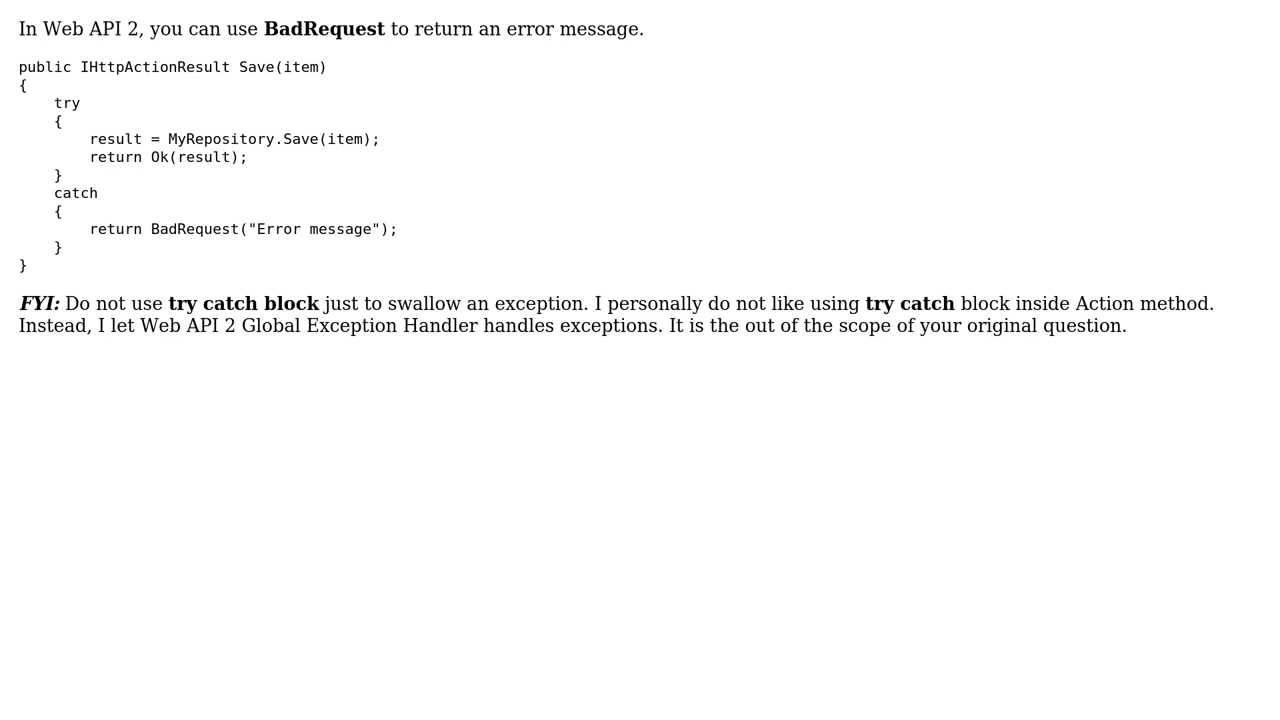 In Web API 2, you can use BadRequest to return an error message.
public IHttpActionResult Save(item)
{
    try
    {
        result = MyRepository.Save(item);
        return Ok(result);
    }
    catch
    {
        return BadRequest("Error message");
    }
}
FYI: Do not use try catch block just to swallow an exception. I personally do not like using try catch block inside Action method.
Instead, I let Web API 2 Global Exception Handler handles exceptions. It is the out of the scope of your original question.